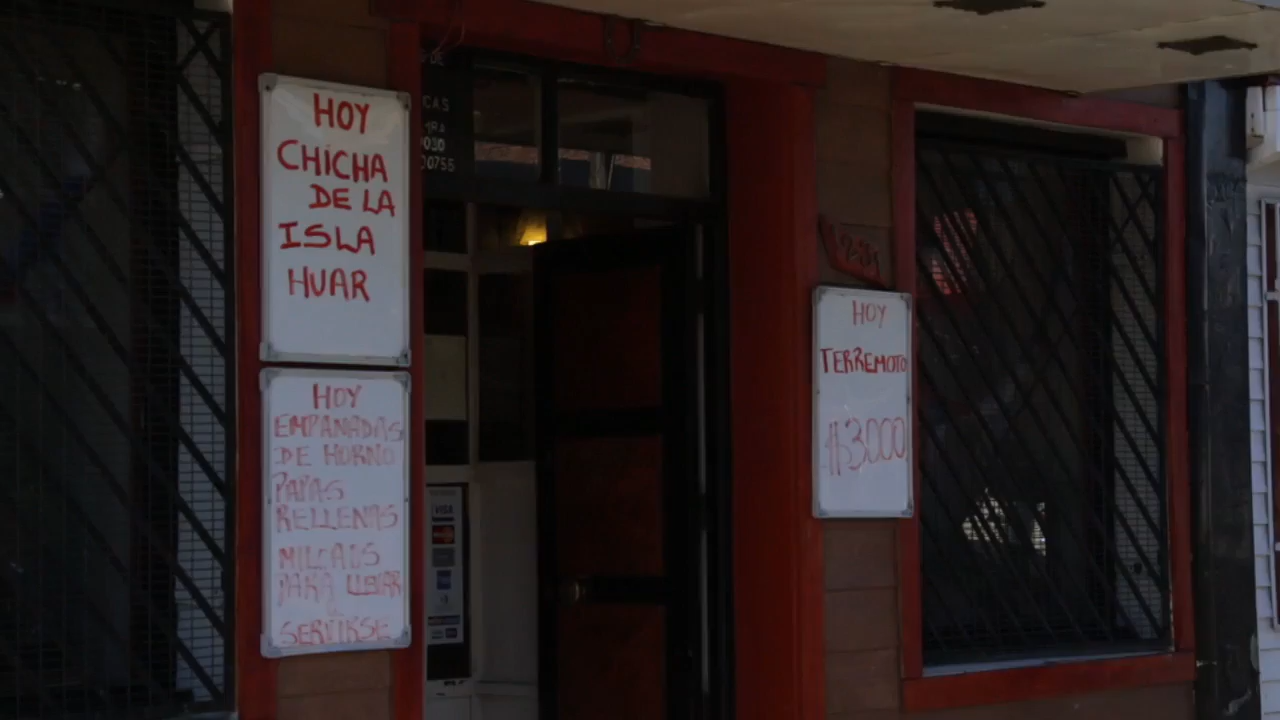 HOY
CHICHA
DE LA
ISLA
HUAR
HOY
EMPANADAS
DE HORNO
PAPAS
RELLENAS
MILCAOS
PARA LLEVAR
SERVIRSE
HOY
TERREMOTO
$3000
VISA